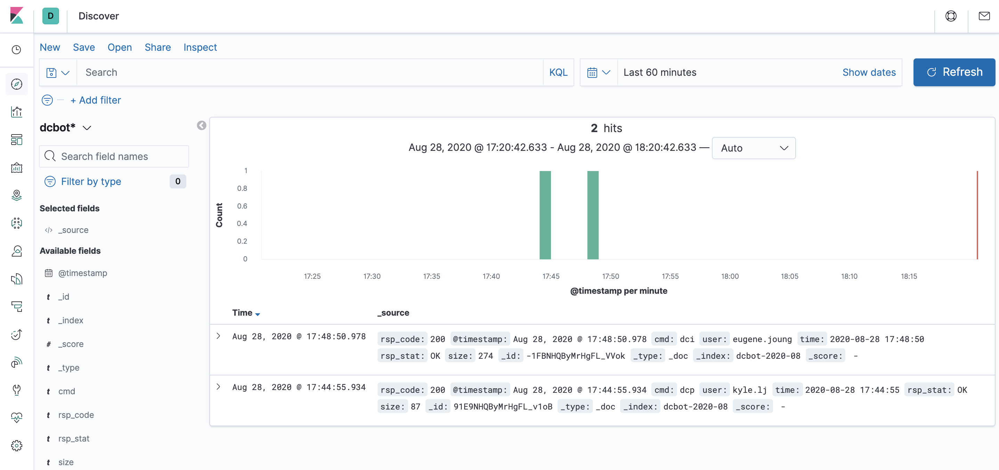 D
Discover
New Save Open Share Inspect
Search KQL Last 60 minutes Show dates Refresh
+ Add filter
dcbot*
Search field names
Filter by type 0
Selected fields
</> _source
Available fields
@timestamp
t _id
t _index
# _score
t _type
t cmd
t rsp_code
t rsp_stat
t size
2 hits
Aug 28, 2020 @ 17:20:42.633 - Aug 28, 2020 @ 18:20:42.633 — Auto
Count
1
0.8
0.6
0.4
0.2
0
17:25 17:30 17:35 17:40 17:45 17:50 17:55 18:00 18:05 18:10 18:15
@timestamp per minute
Time _source
Aug 28, 2020 @ 17:48:50.978 rsp_code: 200 @timestamp: Aug 28, 2020 @ 17:48:50.978 cmd: dci user: eugene.joung time: 2020-08-28 17:48:50
rsp_stat: OK size: 274 _id: -1FBNHQByMrHgFL_VVok _type: _doc _index: dcbot-2020-08 _score: -
Aug 28, 2020 @ 17:44:55.934 rsp_code: 200 @timestamp: Aug 28, 2020 @ 17:44:55.934 cmd: dcp user: kyle.lj time: 2020-08-28 17:44:55 rsp_stat: OK
size: 87 _id: 91E9NHQByMrHgFL_v1oB _type: _doc _index: dcbot-2020-08 _score: -